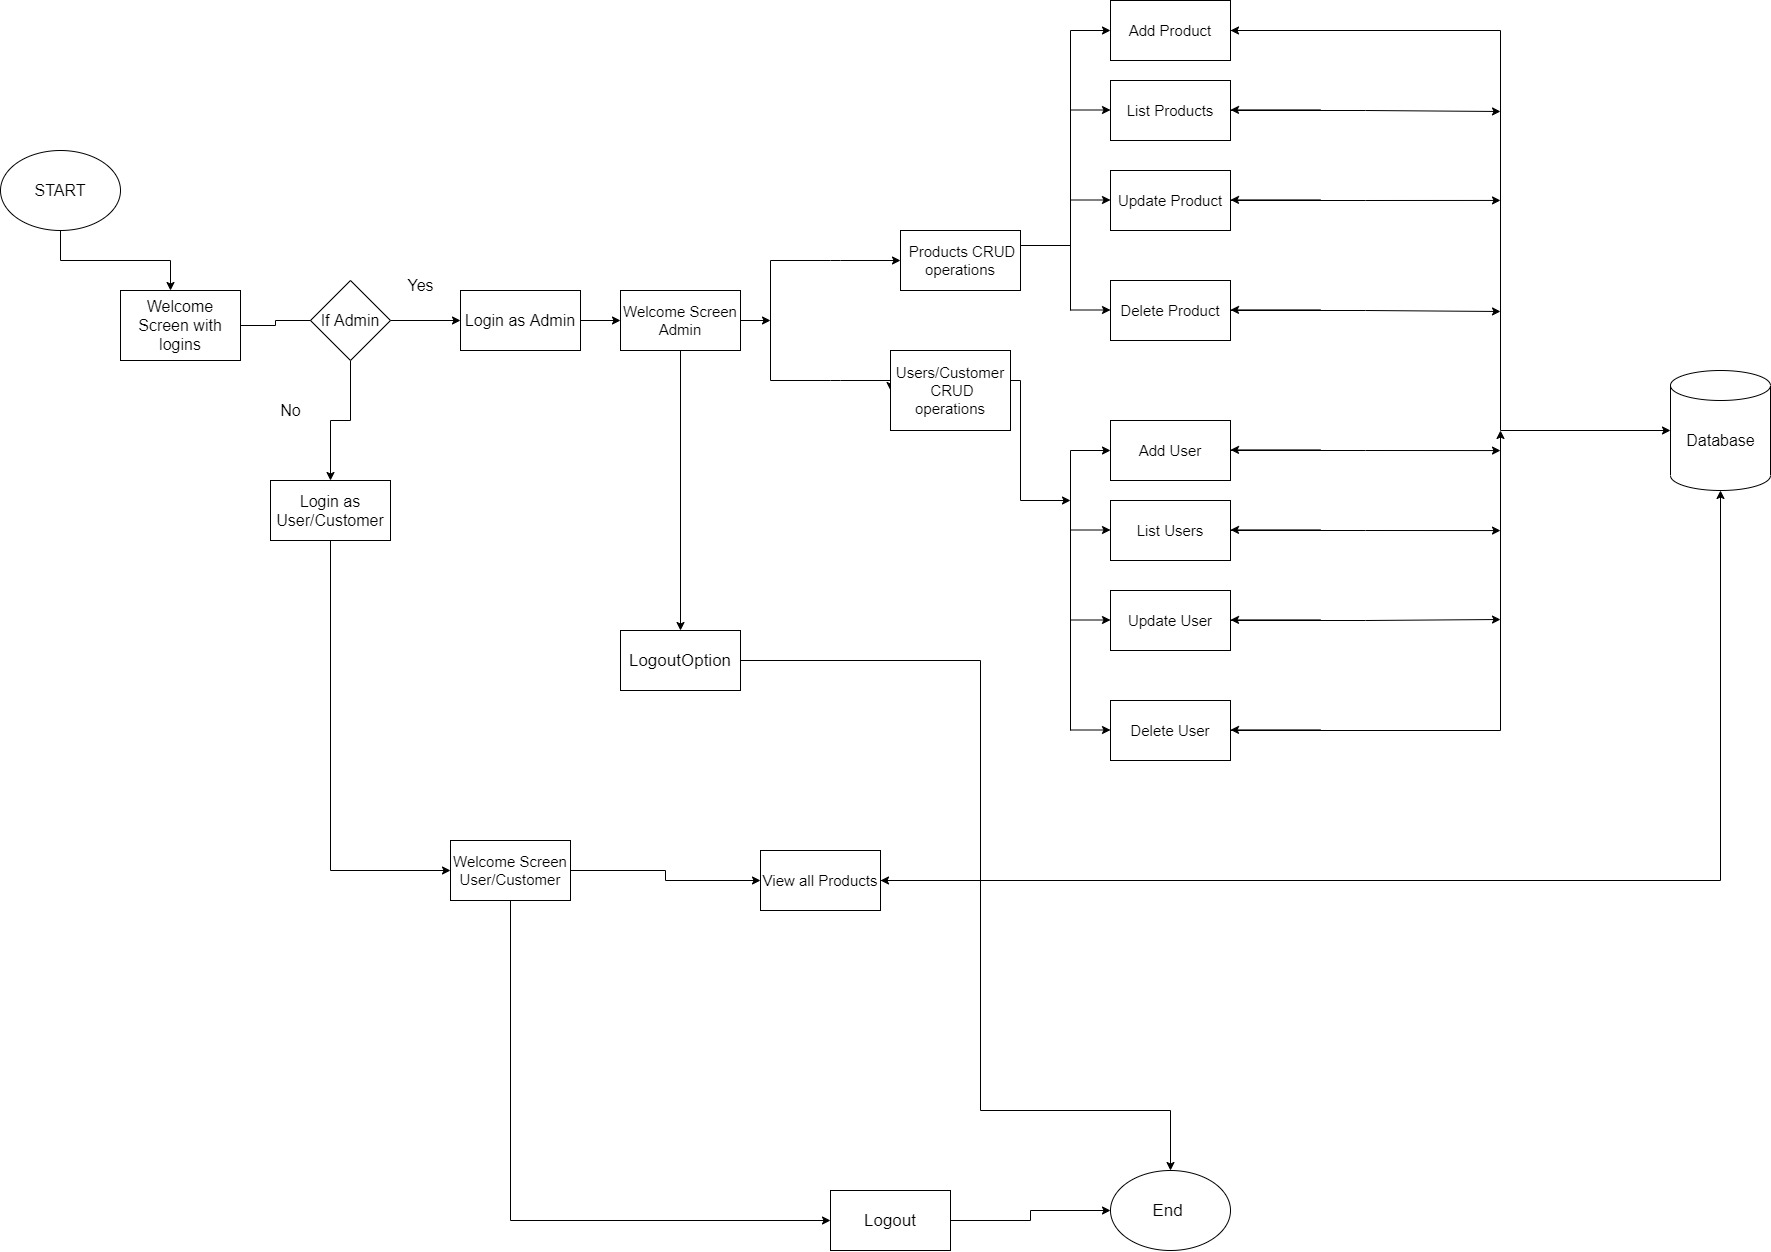 Add Product
List Products
START
Update Product
Products CRUD
operations
Yes
Welcome
Screen with
logins
If Admin
Login as Admin
Welcome Screen
Admin
Delete Product
Users/Customer
CRUD
operations
No
Add User
Database
Login as
User/Customer
List Users
Update User
LogoutOption
Delete User
Welcome Screen
User/Customer
View all Products
Logout
End